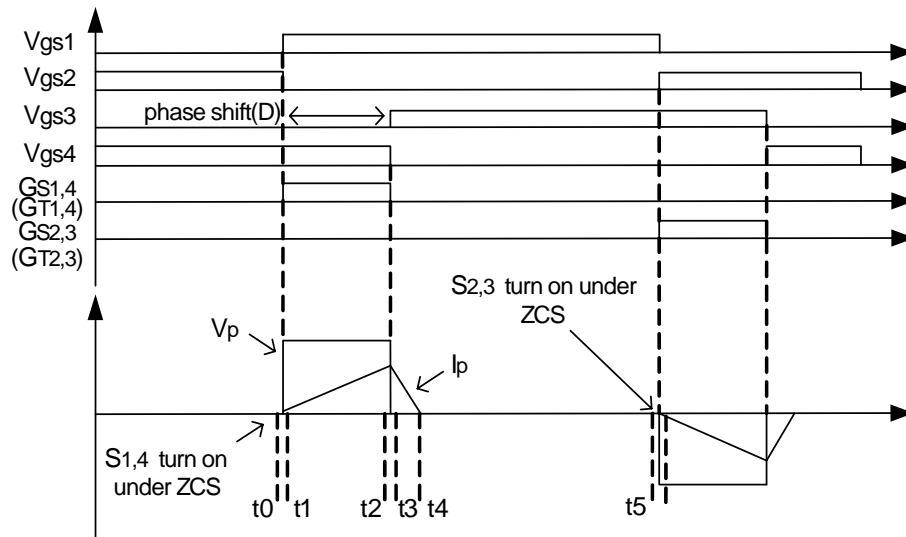 Vgs1
Vgs2
phase shift(D)
Vgs3
Vgs4
GS1,4
(GT1,4)
GS2,3
(GT2,3)
S2,3 turn on under
ZCS
Vp
Ip
S1,4 turn on
under ZCS
t0 t1 t2 t3 t4 t5